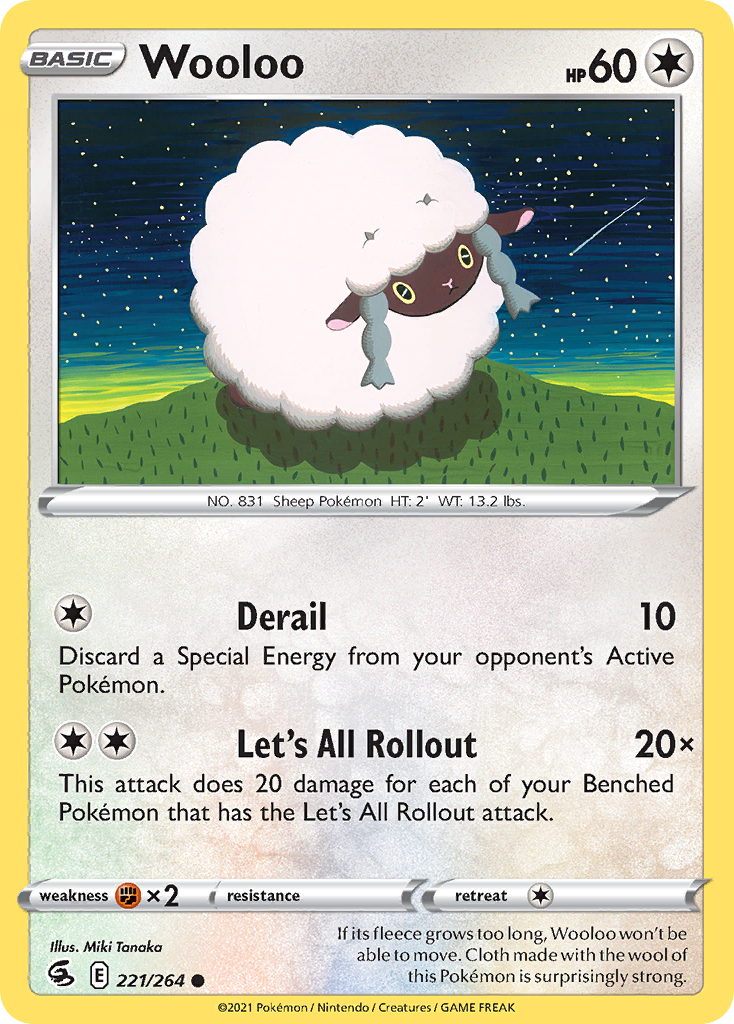 BASIC Wooloo HP 60
NO. 831 Sheep Pokémon HT: 2' WT: 13.2 lbs.
Derail 10
Discard a Special Energy from your opponent's Active
Pokémon.
Let's All Rollout 20×
This attack does 20 damage for each of your Benched
Pokémon that has the Let's All Rollout attack.
weakness ×2 resistance retreat
Illus. Miki Tanaka
If its fleece grows too long, Wooloo won't be
able to move. Cloth made with the wool of
this Pokémon is surprisingly strong.
E 221/264
©2021 Pokémon / Nintendo / Creatures / GAME FREAK